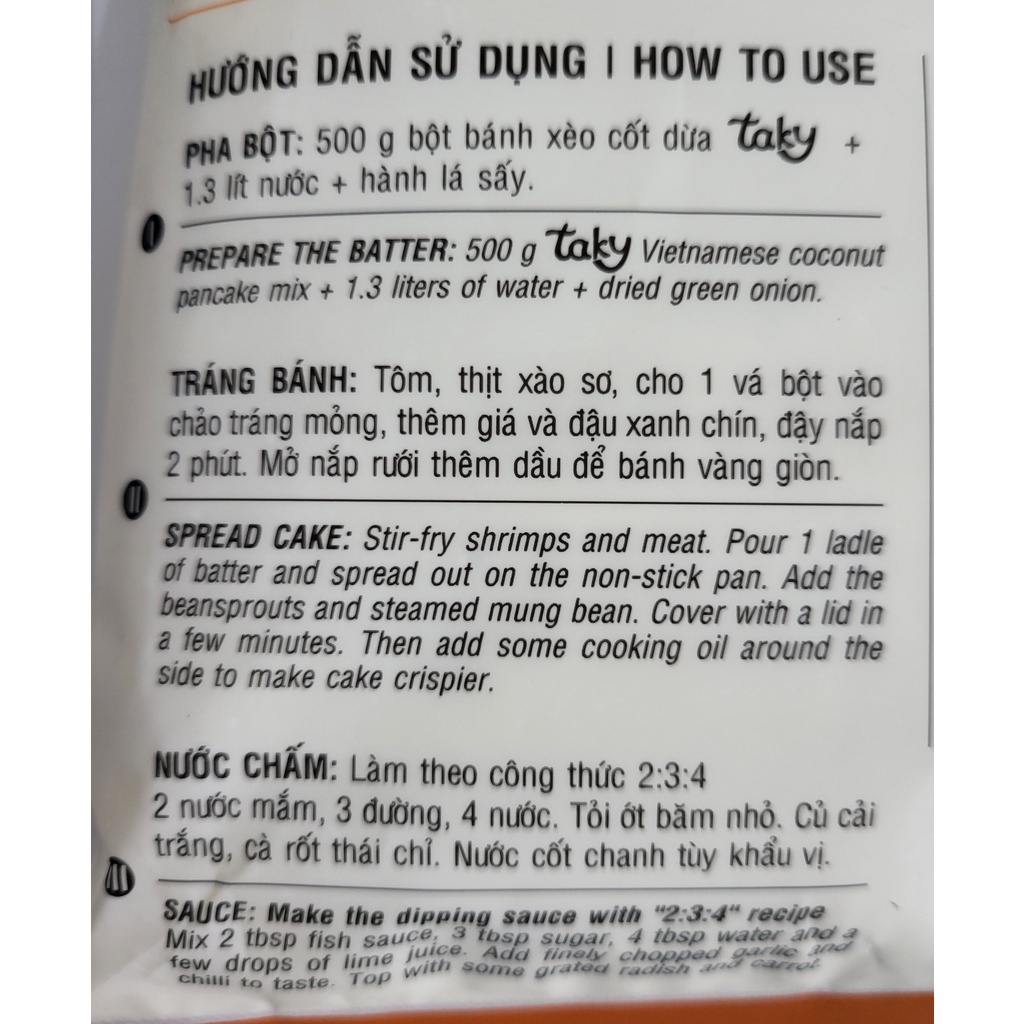 HƯỚNG DẪN SỬ DỤNG | HOW TO USE
PHA BỘT: 500 g bột bánh xèo cốt dừa taky +
1.3 lít nước + hành lá sấy.
I
PREPARE THE BATTER: 500 g taky Vietnamese coconut
pancake mix + 1.3 liters of water + dried green onion.
TRÁNG BÁNH: Tôm, thịt xào sơ, cho 1 vá bột vào
chảo tráng mỏng, thêm giá và đậu xanh chín, đậy nắp
2 phút. Mở nắp rưới thêm dầu để bánh vàng giòn.
II
SPREAD CAKE: Stir-fry shrimps and meat. Pour 1 ladle
of batter and spread out on the non-stick pan. Add the
beansprouts and steamed mung bean. Cover with a lid in
a few minutes. Then add some cooking oil around the
side to make cake crispier.
NƯỚC CHẤM: Làm theo công thức 2:3:4
2 nước mắm, 3 đường, 4 nước. Tỏi ớt băm nhỏ. Củ cải
trắng, cà rốt thái chỉ. Nước cốt chanh tùy khẩu vị.
III
SAUCE: Make the dipping sauce with "2:3:4" recipe
Mix 2 tbsp fish sauce, 3 tbsp sugar, 4 tbsp water and a
few drops of lime juice. Add finely chopped garlic and
chilli to taste. Top with some grated radish and carrot.